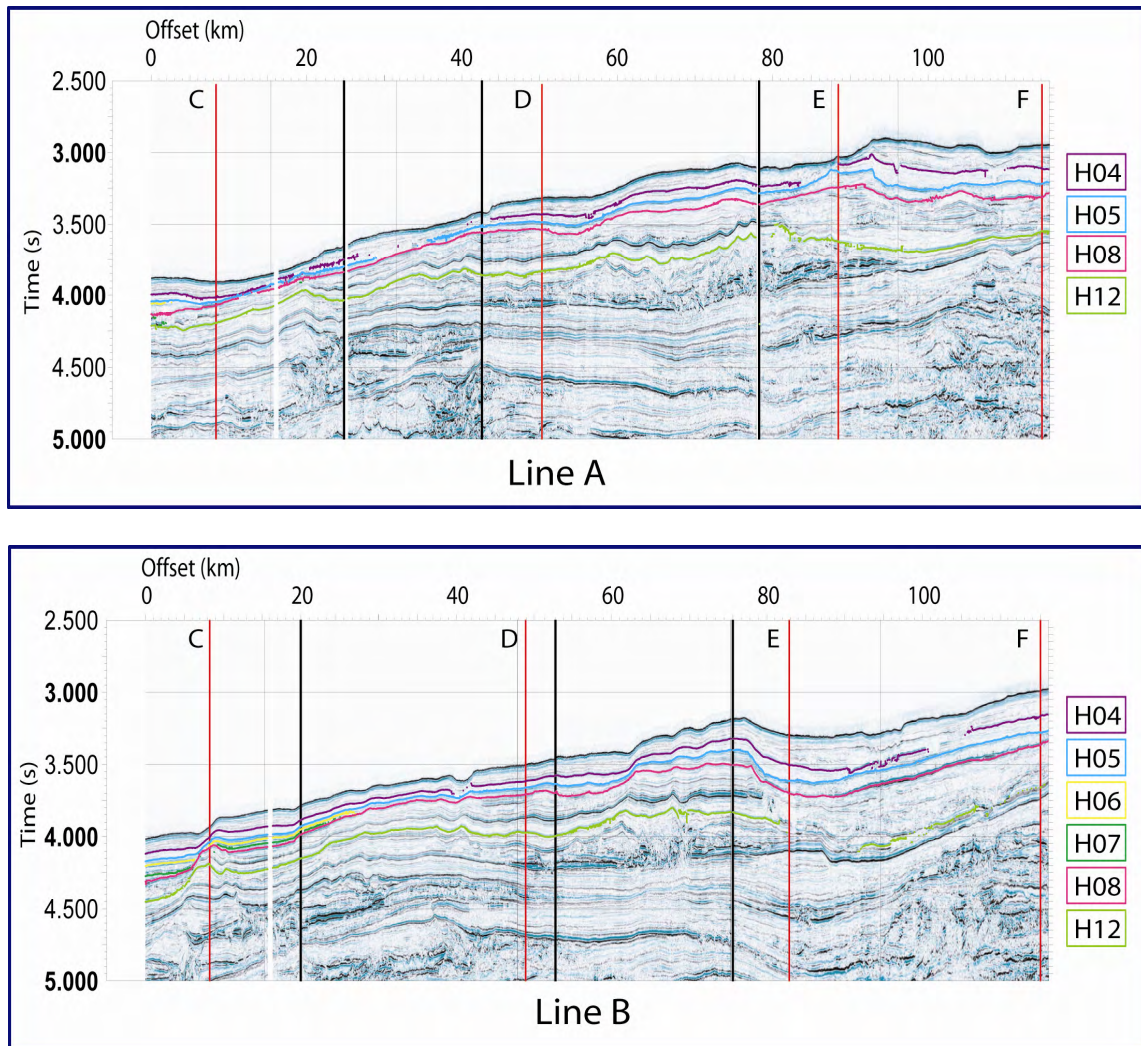 Offset (km)
0 20 40 60 80 100
2.500
C D E F
3.000
H04
H05
3.500
H08
Time (s)
4.000
H12
4.500
5.000
Line A
Offset (km)
0 20 40 60 80 100
2.500
C D E F
3.000
H04
3.500
H05
H06
Time (s)
4.000
H07
H08
4.500
H12
5.000
Line B